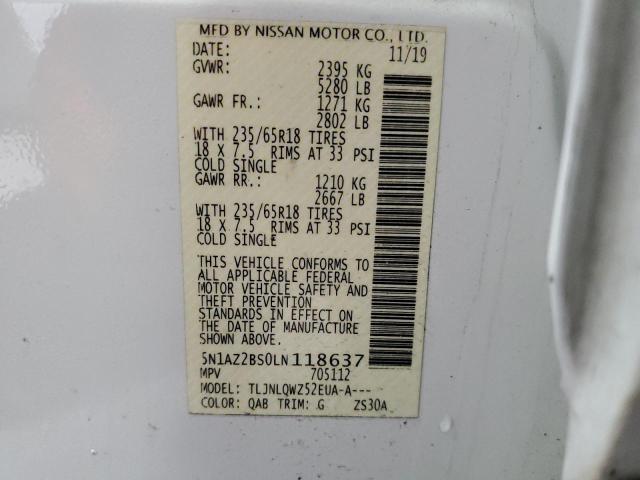 MFD BY NISSAN MOTOR CO., LTD.
DATE: 11/19
GVWR: 2395 KG
5280 LB
GAWR FR.: 1271 KG
2802 LB
WITH 235/65R18 TIRES
18 X 7.5 RIMS AT 33 PSI
COLD SINGLE
GAWR RR.: 1210 KG
2667 LB
WITH 235/65R18 TIRES
18 X 7.5 RIMS AT 33 PSI
COLD SINGLE
THIS VEHICLE CONFORMS TO
ALL APPLICABLE FEDERAL
MOTOR VEHICLE SAFETY AND
THEFT PREVENTION
STANDARDS IN EFFECT ON
THE DATE OF MANUFACTURE
SHOWN ABOVE.
5N1AZ2BS0LN118637
MPV 705112
MODEL: TLJNLQWZ52EUA-A---
COLOR: QAB TRIM: G ZS30A